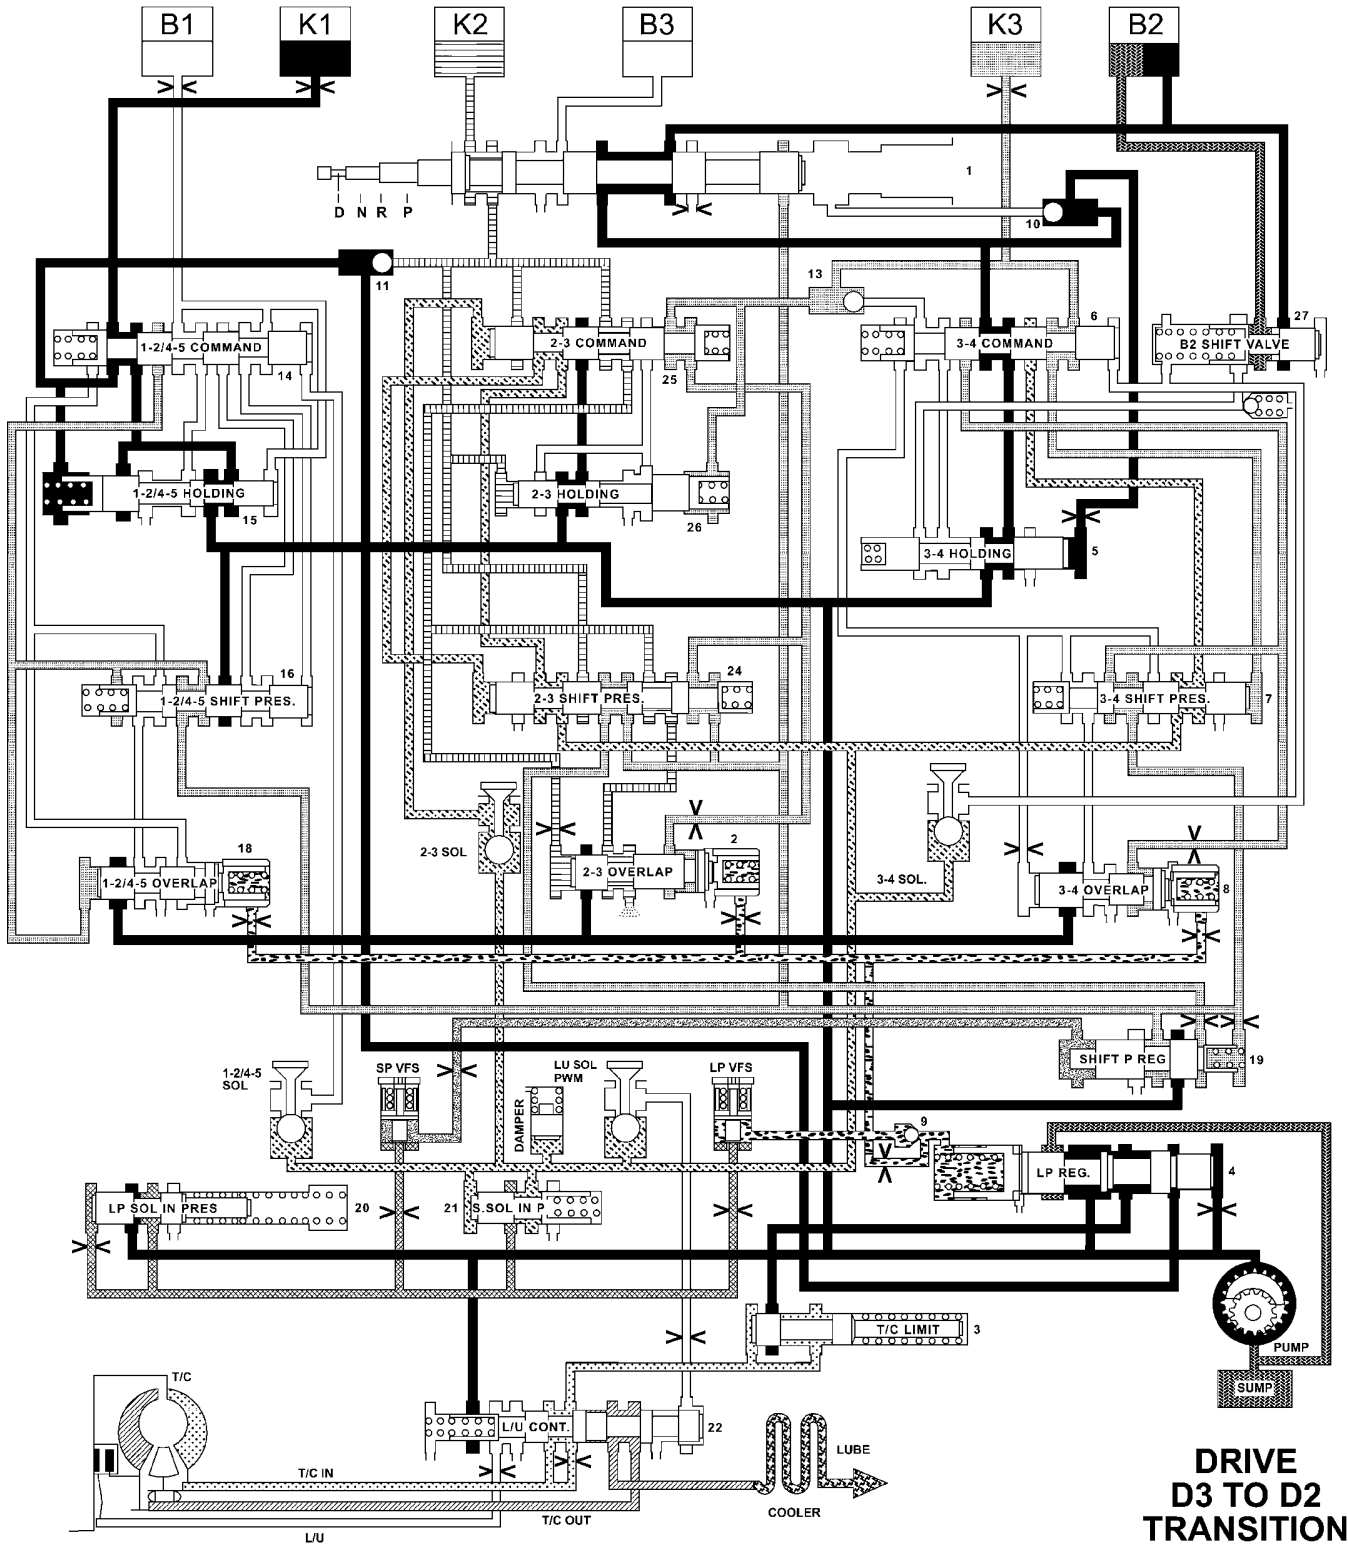 B1
K1
K2
B3
K3
B2
1
D N R P
10
11
13
6
27
1-2/4-5 COMMAND
14
2-3 COMMAND
25
3-4 COMMAND
B2 SHIFT VALVE
1-2/4-5 HOLDING
15
2-3 HOLDING
26
3-4 HOLDING
5
16
1-2/4-5 SHIFT PRES.
24
2-3 SHIFT PRES.
3-4 SHIFT PRES.
7
2-3 SOL
18
1-2/4-5 OVERLAP
2
2-3 OVERLAP
3-4 SOL.
3-4 OVERLAP
8
SHIFT P REG
19
1-2/4-5
SOL
SP VFS
DAMPER
LU SOL
PWM
LP VFS
9
LP REG.
4
LP SOL IN PRES
20
21
S.SOL IN P
T/C LIMIT
3
PUMP
SUMP
T/C
L/U CONT.
22
T/C IN
T/C OUT
L/U
LUBE
COOLER
DRIVE
D3 TO D2
TRANSITION